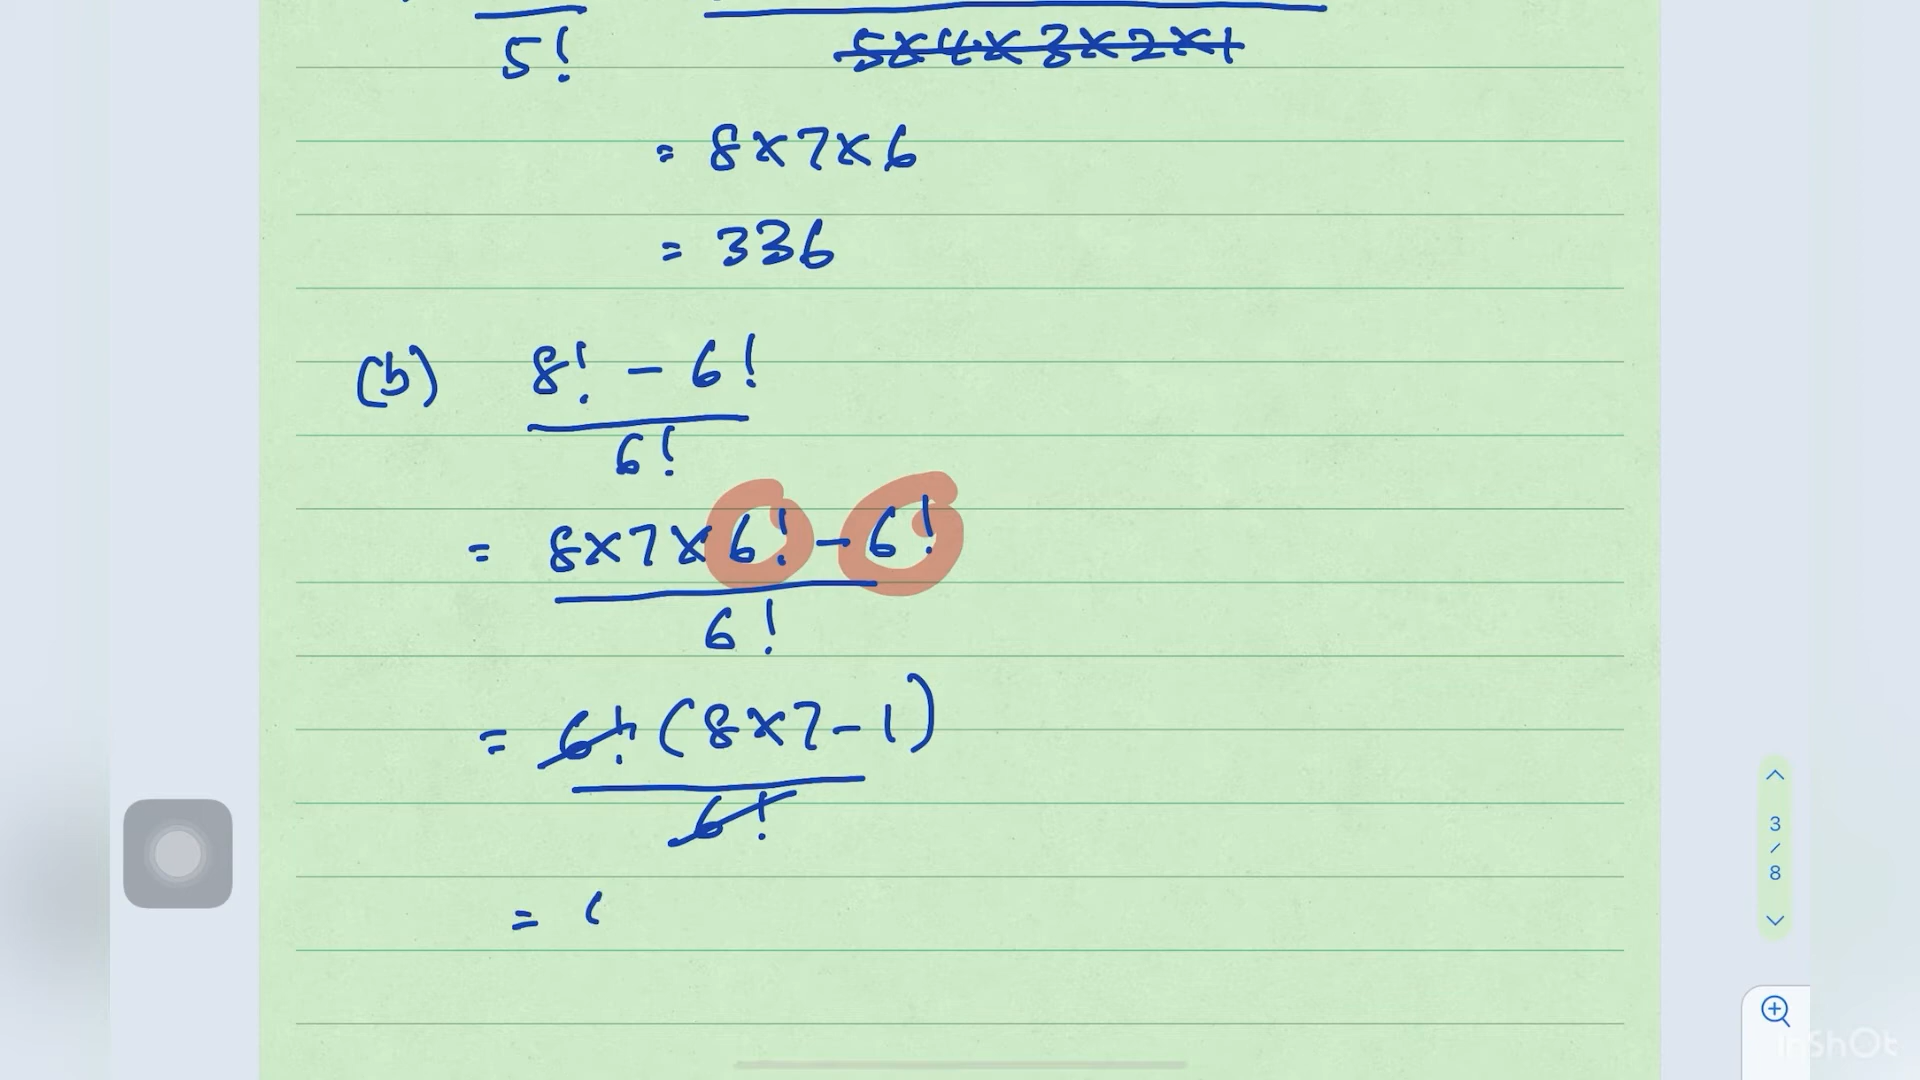 5! 5×4×3×2×1
= 8×7×6
= 336
(b) 8! - 6!
6!
= 8×7×6! - 6!
6!
= 6! (8×7-1)
6!
= (
3
/
8
InShOt